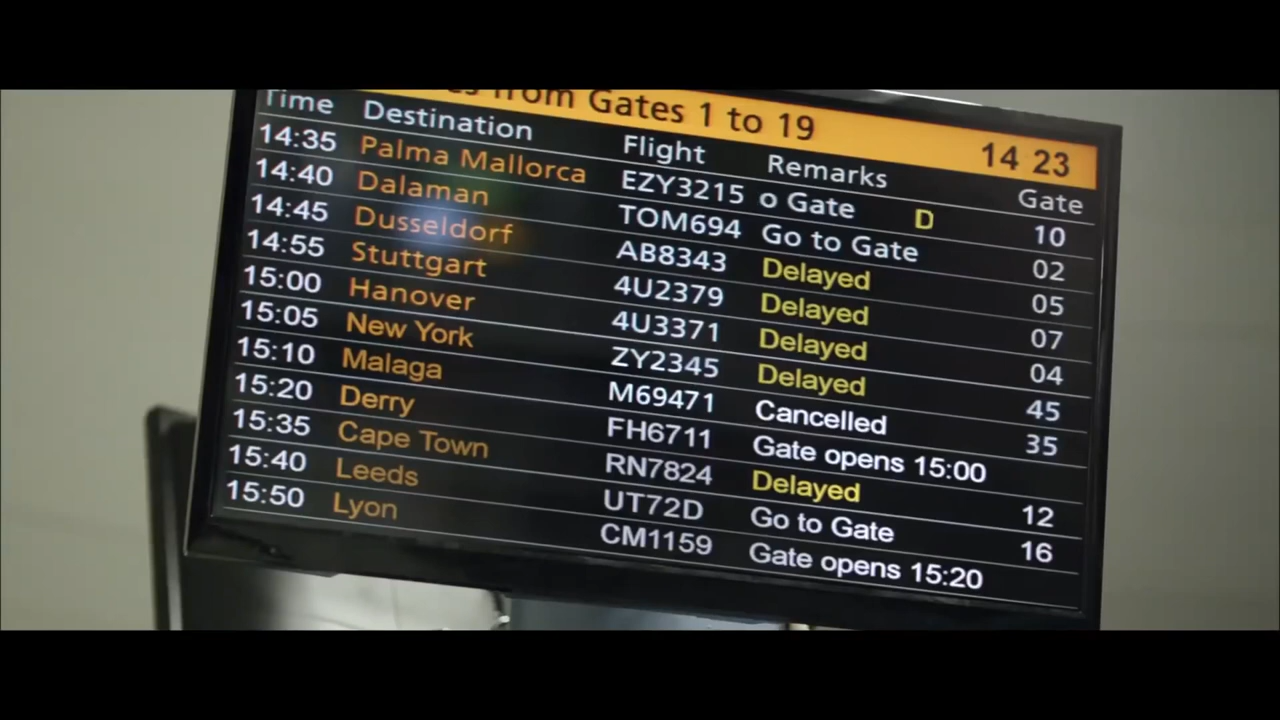 from Gates 1 to 19 14 23
Time Destination Flight Remarks Gate
14:35 Palma Mallorca EZY3215 o Gate D 10
14:40 Dalaman TOM694 Go to Gate 02
14:45 Dusseldorf AB8343 Delayed 05
14:55 Stuttgart 4U2379 Delayed 07
15:00 Hanover 4U3371 Delayed 04
15:05 New York ZY2345 Delayed 45
15:10 Malaga M69471 Cancelled 35
15:20 Derry FH6711 Gate opens 15:00
15:35 Cape Town RN7824 Delayed 12
15:40 Leeds UT72D Go to Gate 16
15:50 Lyon CM1159 Gate opens 15:20